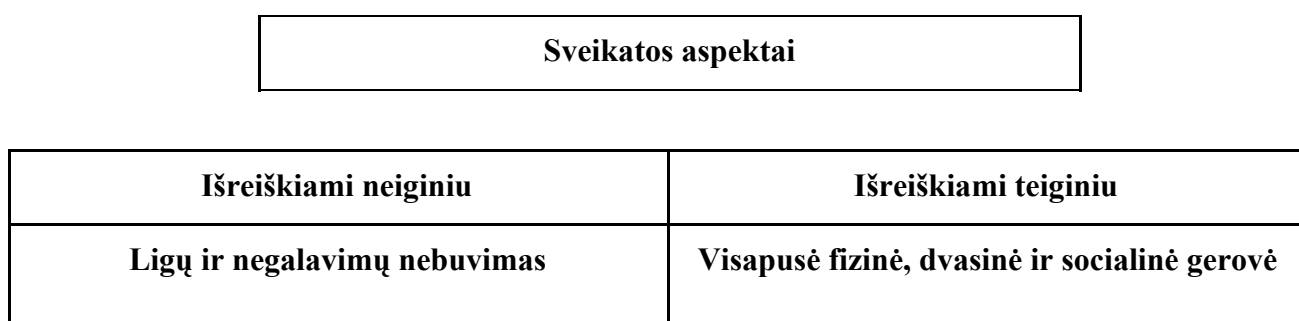 Sveikatos aspektai
Išreiškiami neiginiu
Išreiškiami teiginiu
Ligų ir negalavimų nebuvimas
Visapusė fizinė, dvasinė ir socialinė gerovė